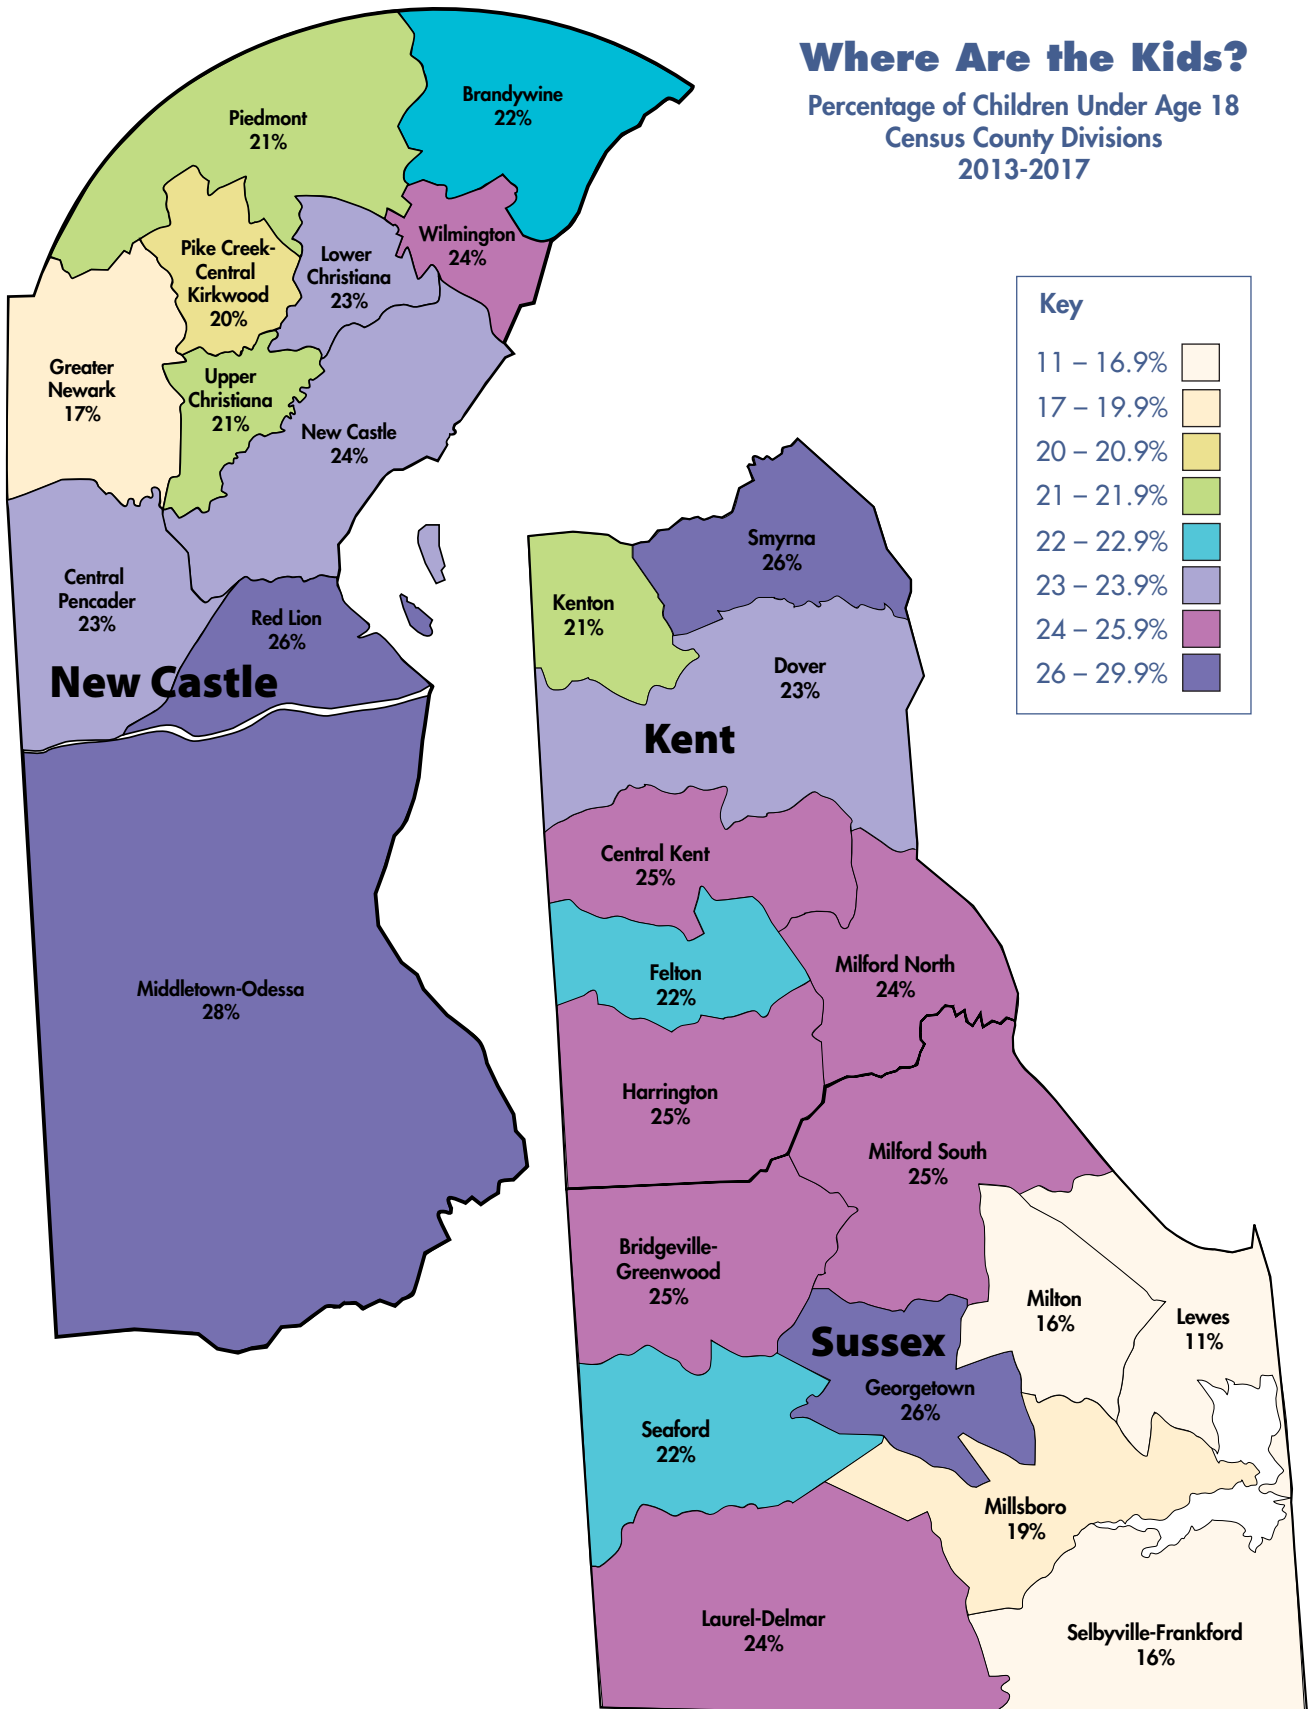 Where Are the Kids?
Percentage of Children Under Age 18
Census County Divisions
2013-2017
Brandywine
22%
Piedmont
21%
Wilmington
24%
Pike Creek-
Central
Kirkwood
20%
Lower
Christiana
23%
Greater
Newark
17%
Upper
Christiana
21%
New Castle
24%
Central
Pencader
23%
Red Lion
26%
New Castle
Middletown-Odessa
28%
Key
11 – 16.9%
17 – 19.9%
20 – 20.9%
21 – 21.9%
22 – 22.9%
23 – 23.9%
24 – 25.9%
26 – 29.9%
Smyrna
26%
Kenton
21%
Dover
23%
Kent
Central Kent
25%
Felton
22%
Milford North
24%
Harrington
25%
Milford South
25%
Bridgeville-
Greenwood
25%
Milton
16%
Lewes
11%
Sussex
Georgetown
26%
Seaford
22%
Millsboro
19%
Laurel-Delmar
24%
Selbyville-Frankford
16%